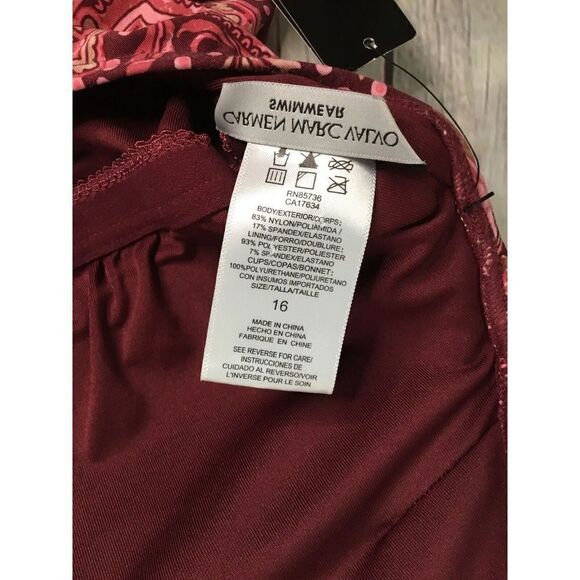 CARMEN MARC VALVO
SWIMWEAR
RN85736
CA17634
BODY/EXTERIOR/CORPS:
83% NYLON/POLIAMIDA/
17% SPANDEX/ELASTANO
LINING/FORRO/DOUBLURE:
93% POLYESTER/POLIESTER
7% SPANDEX/ELASTANO
CUPS/COPAS/BONNET:
100%POLYURETHANE/POLIURETANO
CON INSUMOS IMPORTADOS
SIZE/TALLA/TAILLE
16
MADE IN CHINA
HECHO EN CHINA
FABRIQUE EN CHINE
SEE REVERSE FOR CARE/
INSTRUCCIONES DE
CUIDADO AL REVERSO/VOIR
L'INVERSE POUR LE SOIN